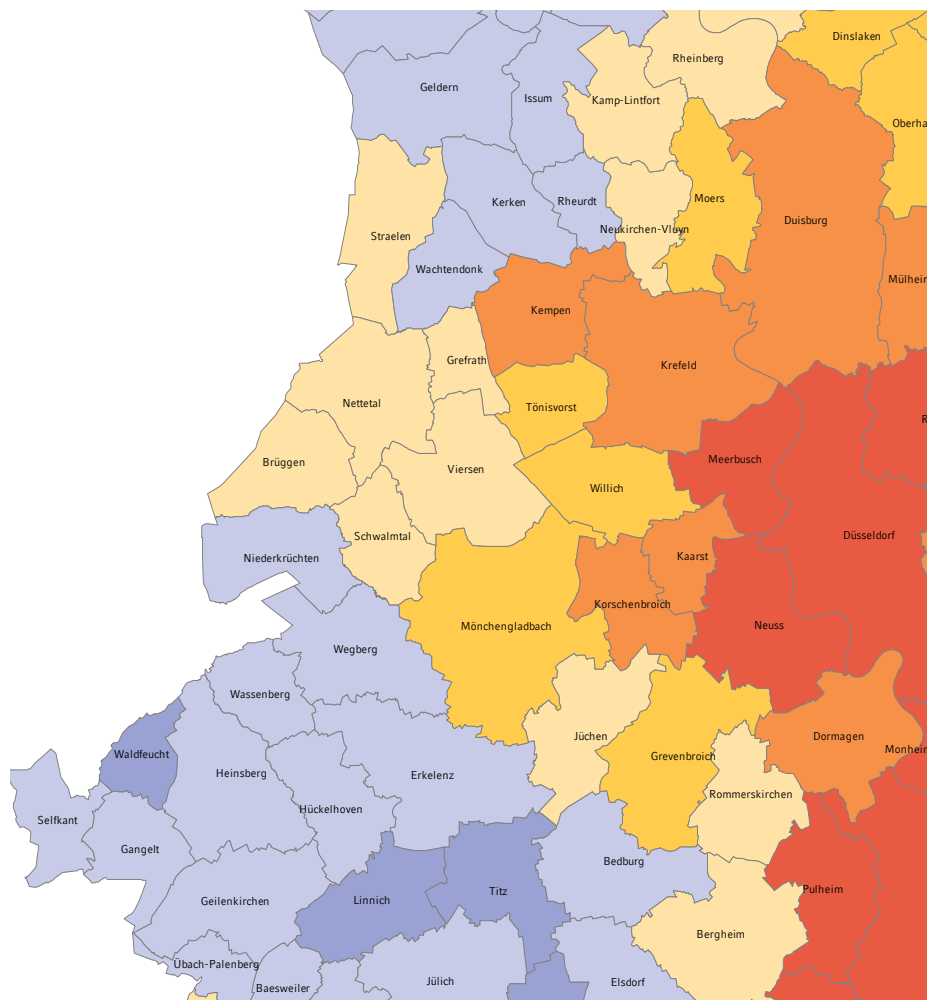 Dinslaken
Rheinberg
Geldern
Issum
Kamp-Lintfort
Oberha
Kerken
Rheurdt
Moers
Duisburg
Straelen
Neukirchen-Vluyn
Wachtendonk
Mülheim
Kempen
Grefrath
Krefeld
Nettetal
Tönisvorst
R
Brüggen
Viersen
Meerbusch
Willich
Schwalmtal
Düsseldorf
Niederkrüchten
Kaarst
Korschenbroich
Mönchengladbach
Neuss
Wegberg
Wassenberg
Jüchen
Dormagen
Waldfeucht
Grevenbroich
Monheim
Heinsberg
Erkelenz
Rommerskirchen
Hückelhoven
Selfkant
Gangelt
Bedburg
Titz
Pulheim
Geilenkirchen
Linnich
Bergheim
Übach-Palenberg
Jülich
Elsdorf
Baesweiler